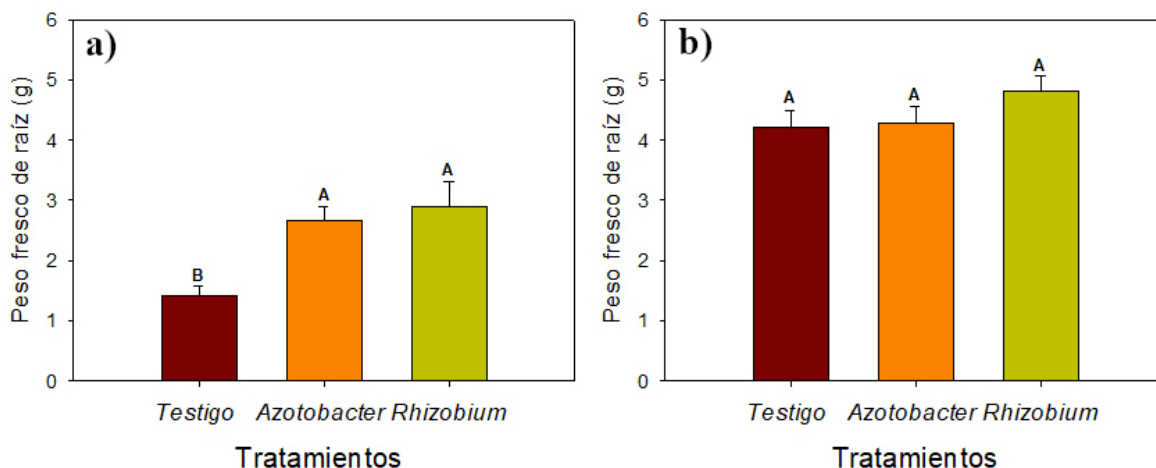 a)
Peso fresco de raíz (g)
6
5
4
3
2
1
0
B
A
A
Testigo Azotobacter Rhizobium
Tratamientos
b)
Peso fresco de raíz (g)
6
5
4
3
2
1
0
A
A
A
Testigo Azotobacter Rhizobium
Tratamientos